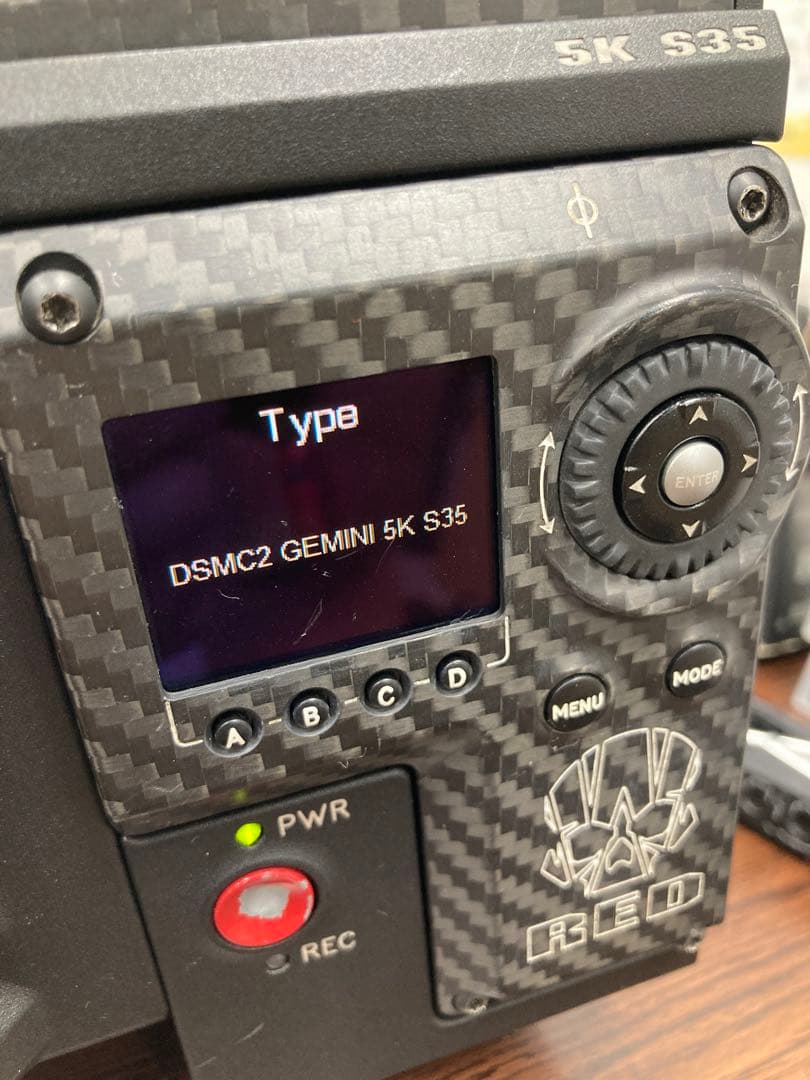 5K S35
Type
DSMC2 GEMINI 5K S35
ENTER
A B C D
MENU
MODE
PWR
REC
RED